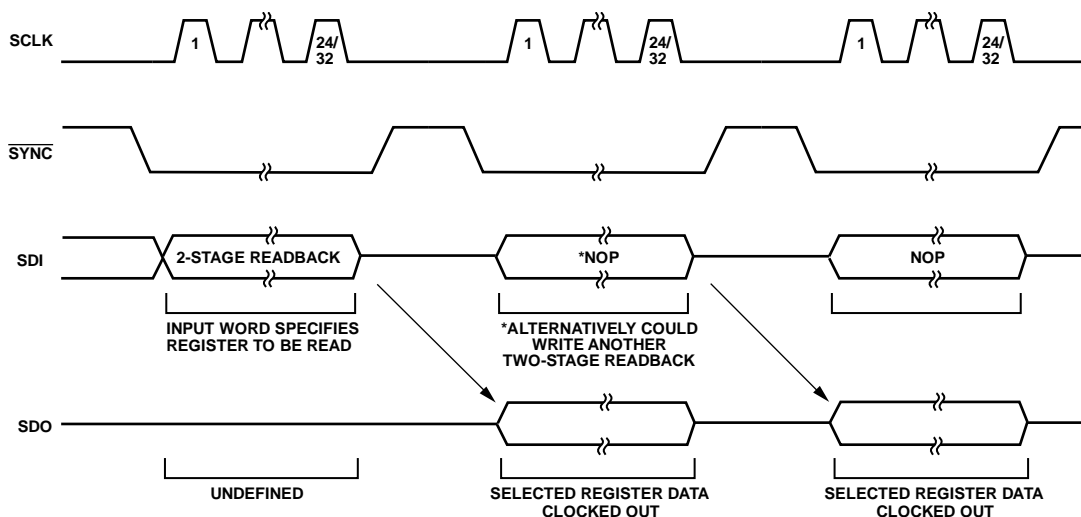 SCLK
1
24/
32
1
24/
32
1
24/
32
SYNC
SDI
2-STAGE READBACK
*NOP
NOP
INPUT WORD SPECIFIES
REGISTER TO BE READ
*ALTERNATIVELY COULD
WRITE ANOTHER
TWO-STAGE READBACK
SDO
UNDEFINED
SELECTED REGISTER DATA
CLOCKED OUT
SELECTED REGISTER DATA
CLOCKED OUT